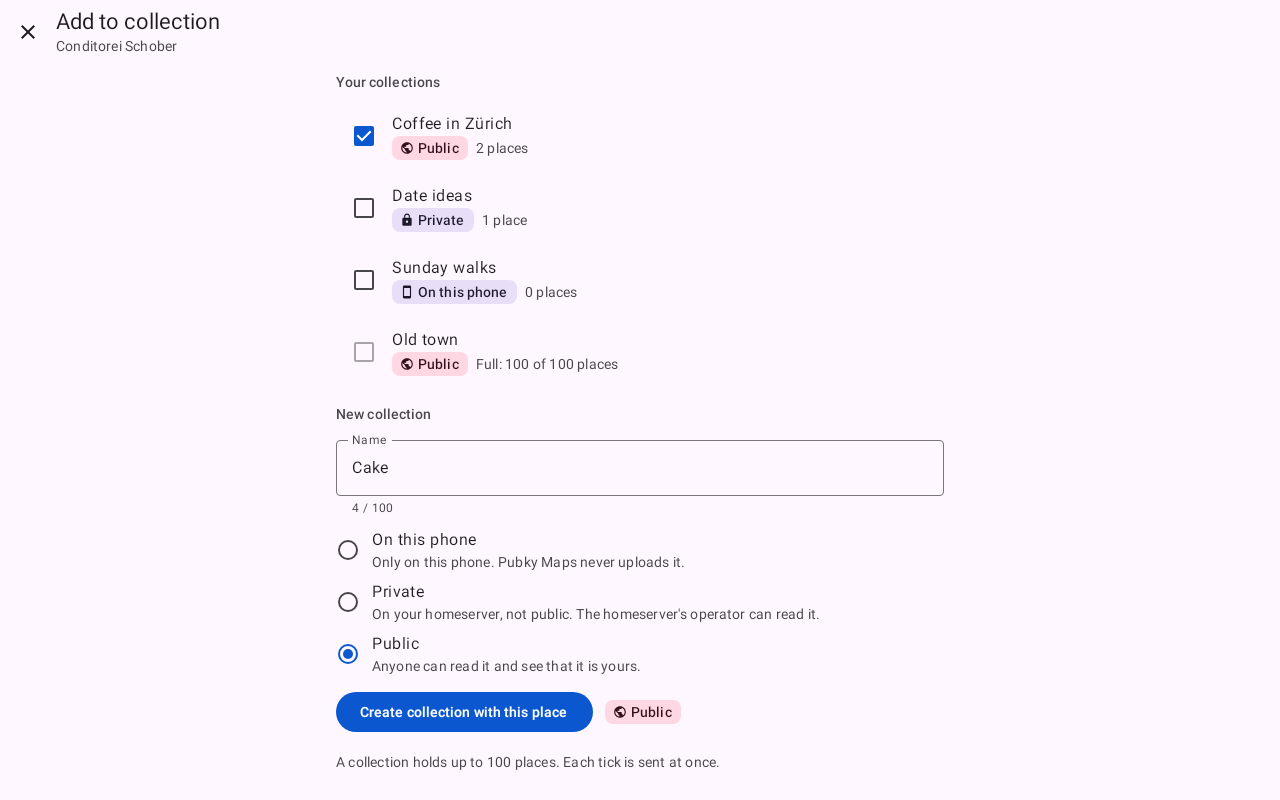 Add to collection
Conditorei Schober
Your collections
Coffee in Zürich
Public 2 places
Date ideas
Private 1 place
Sunday walks
On this phone 0 places
Old town
Public Full: 100 of 100 places
New collection
Name
Cake
4 / 100
On this phone
Only on this phone. Pubky Maps never uploads it.
Private
On your homeserver, not public. The homeserver's operator can read it.
Public
Anyone can read it and see that it is yours.
Create collection with this place Public
A collection holds up to 100 places. Each tick is sent at once.